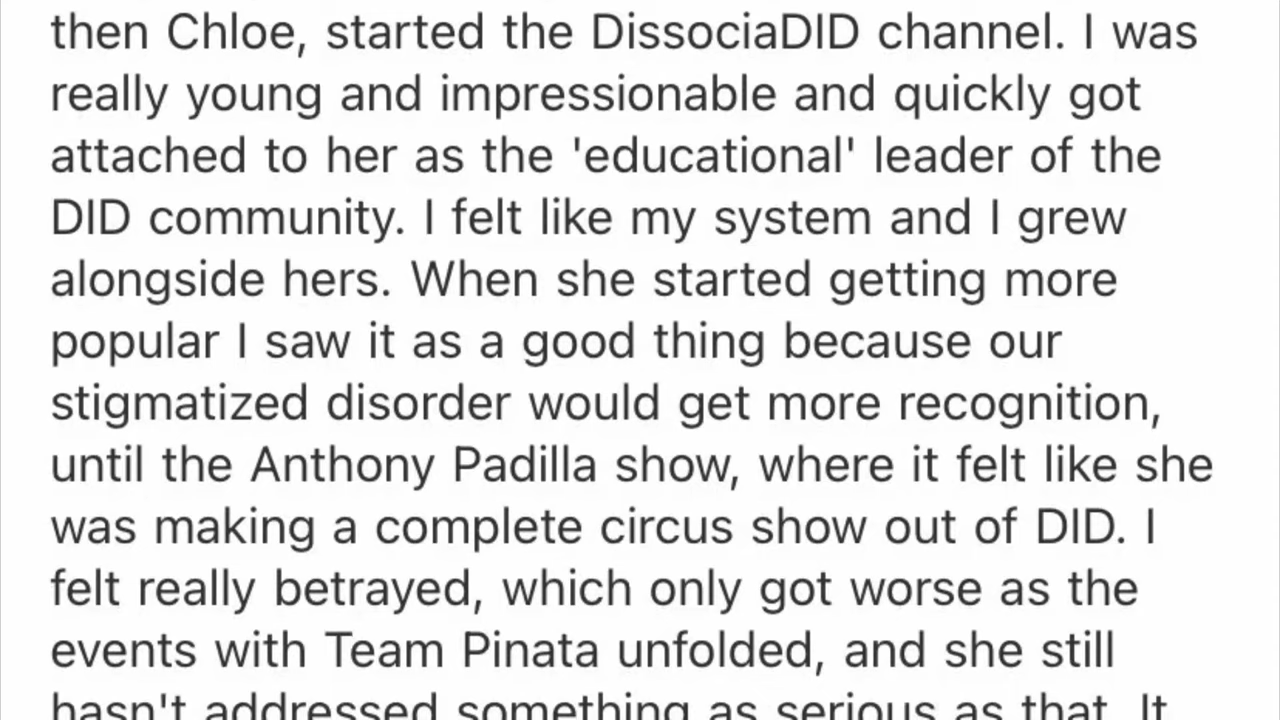 then Chloe, started the DissociaDID channel. I was
really young and impressionable and quickly got
attached to her as the 'educational' leader of the
DID community. I felt like my system and I grew
alongside hers. When she started getting more
popular I saw it as a good thing because our
stigmatized disorder would get more recognition,
until the Anthony Padilla show, where it felt like she
was making a complete circus show out of DID. I
felt really betrayed, which only got worse as the
events with Team Pinata unfolded, and she still
hasn't addressed something as serious as that. It